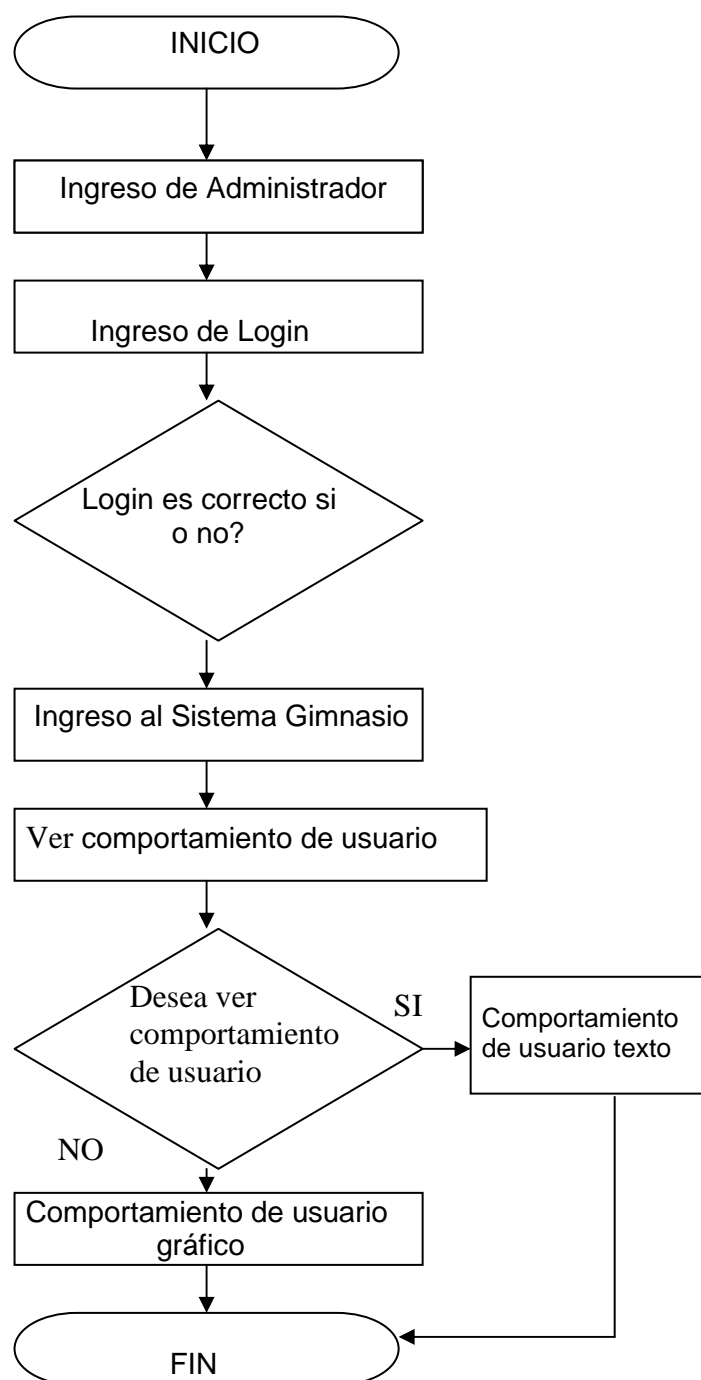 INICIO
Ingreso de Administrador
Ingreso de Login
Login es correcto si
o no?
Ingreso al Sistema Gimnasio
Ver comportamiento de usuario
Desea ver
comportamiento
de usuario
SI
Comportamiento
de usuario texto
NO
Comportamiento de usuario
gráfico
FIN